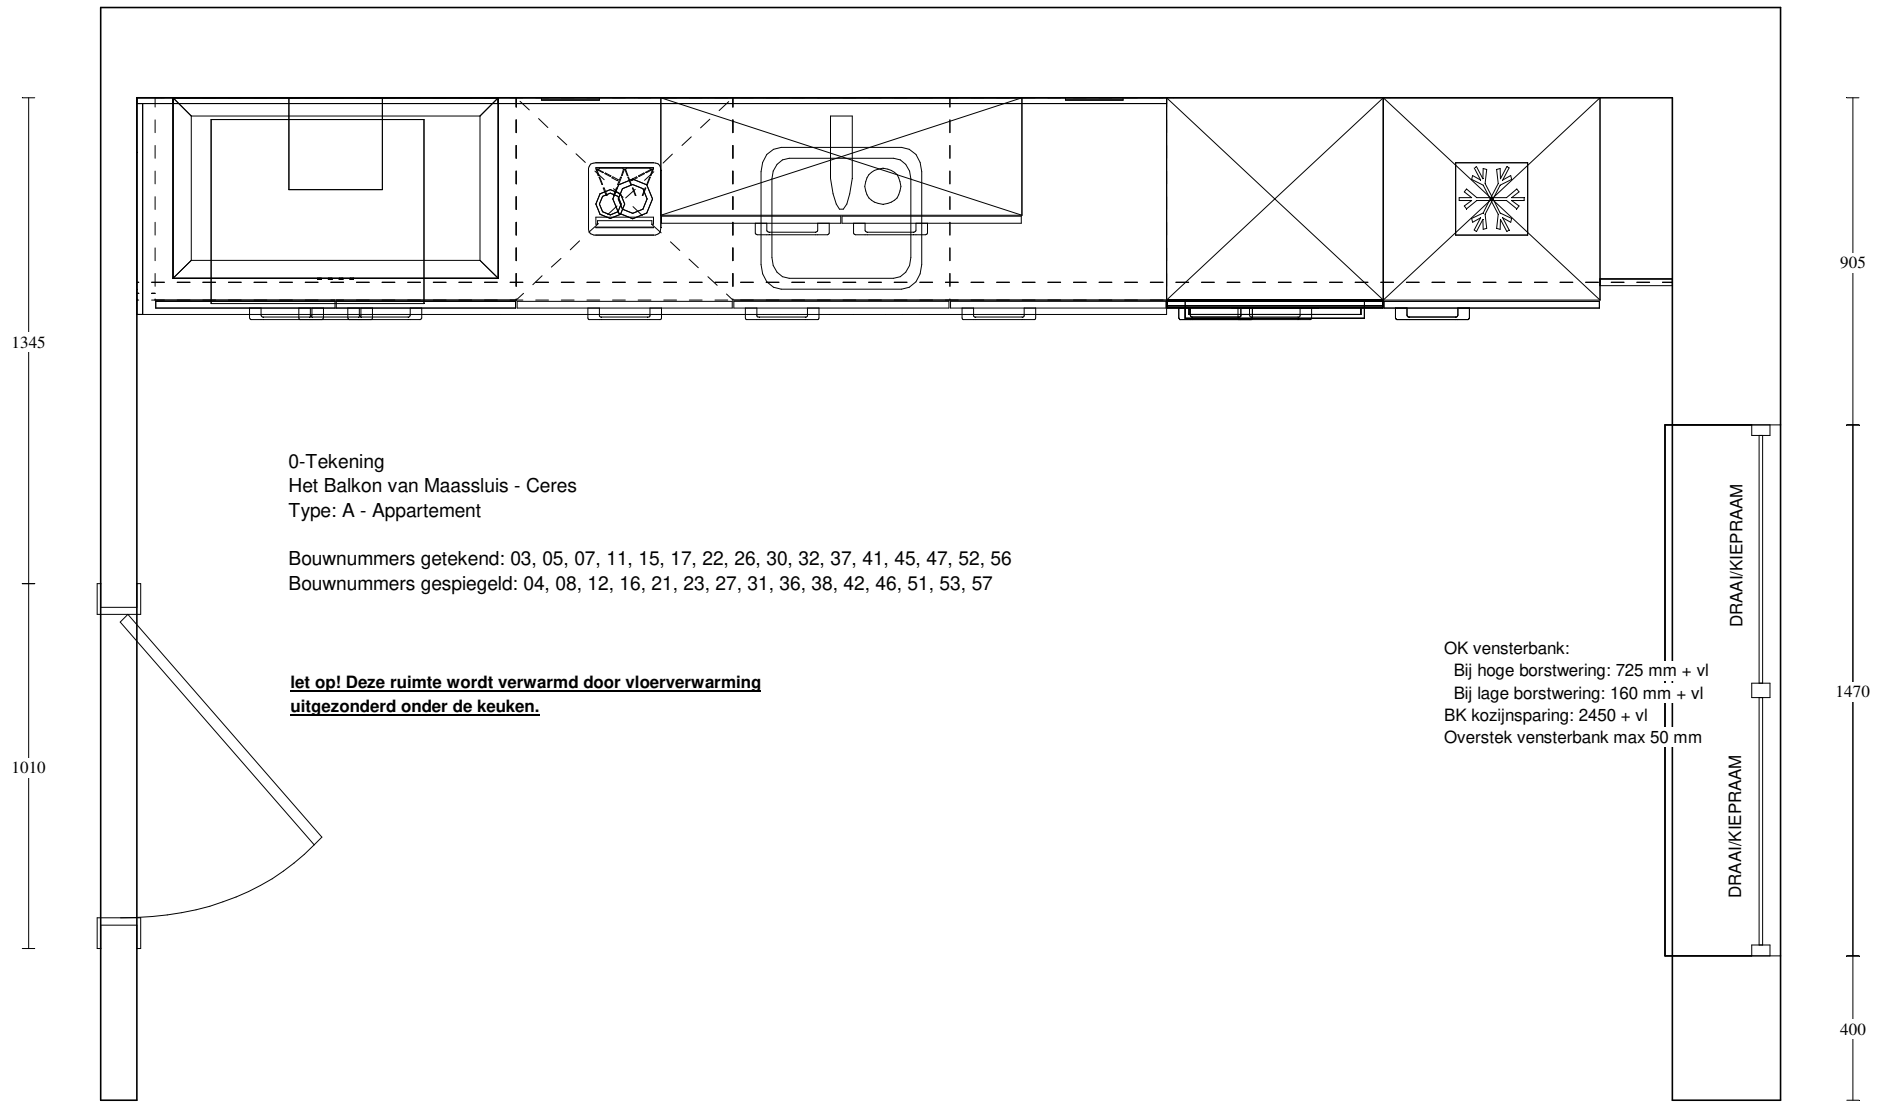 905
1345
0-Tekening
Het Balkon van Maassluis - Ceres
Type: A - Appartement
Bouwnummers getekend: 03, 05, 07, 11, 15, 17, 22, 26, 30, 32, 37, 41, 45, 47, 52, 56
Bouwnummers gespiegeld: 04, 08, 12, 16, 21, 23, 27, 31, 36, 38, 42, 46, 51, 53, 57
DRAAI/KIEPRAAM
let op! Deze ruimte wordt verwarmd door vloerverwarming
uitgezonderd onder de keuken.
OK vensterbank:
Bij hoge borstwering: 725 mm + vl
Bij lage borstwering: 160 mm + vl
BK kozijnsparing: 2450 + vl
Overstek vensterbank max 50 mm
1470
1010
DRAAI/KIEPRAAM
400